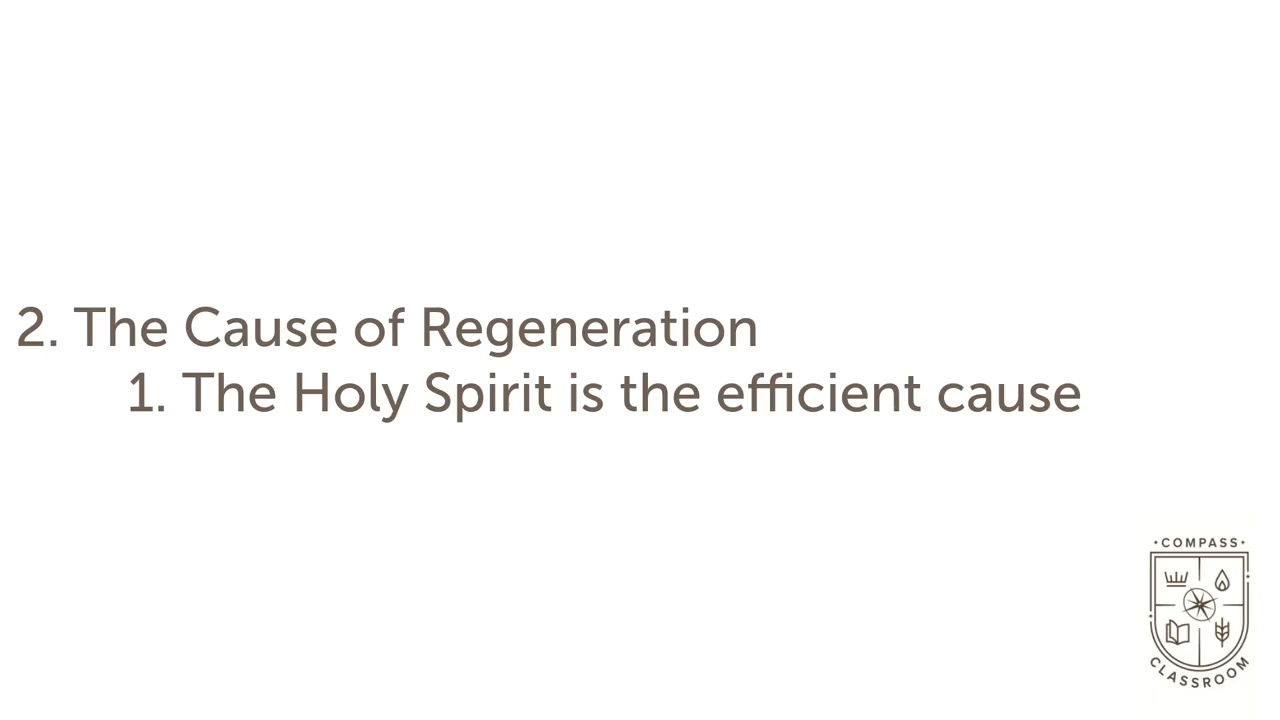 2. The Cause of Regeneration
1. The Holy Spirit is the efficient cause
•COMPASS•
CLASSROOM